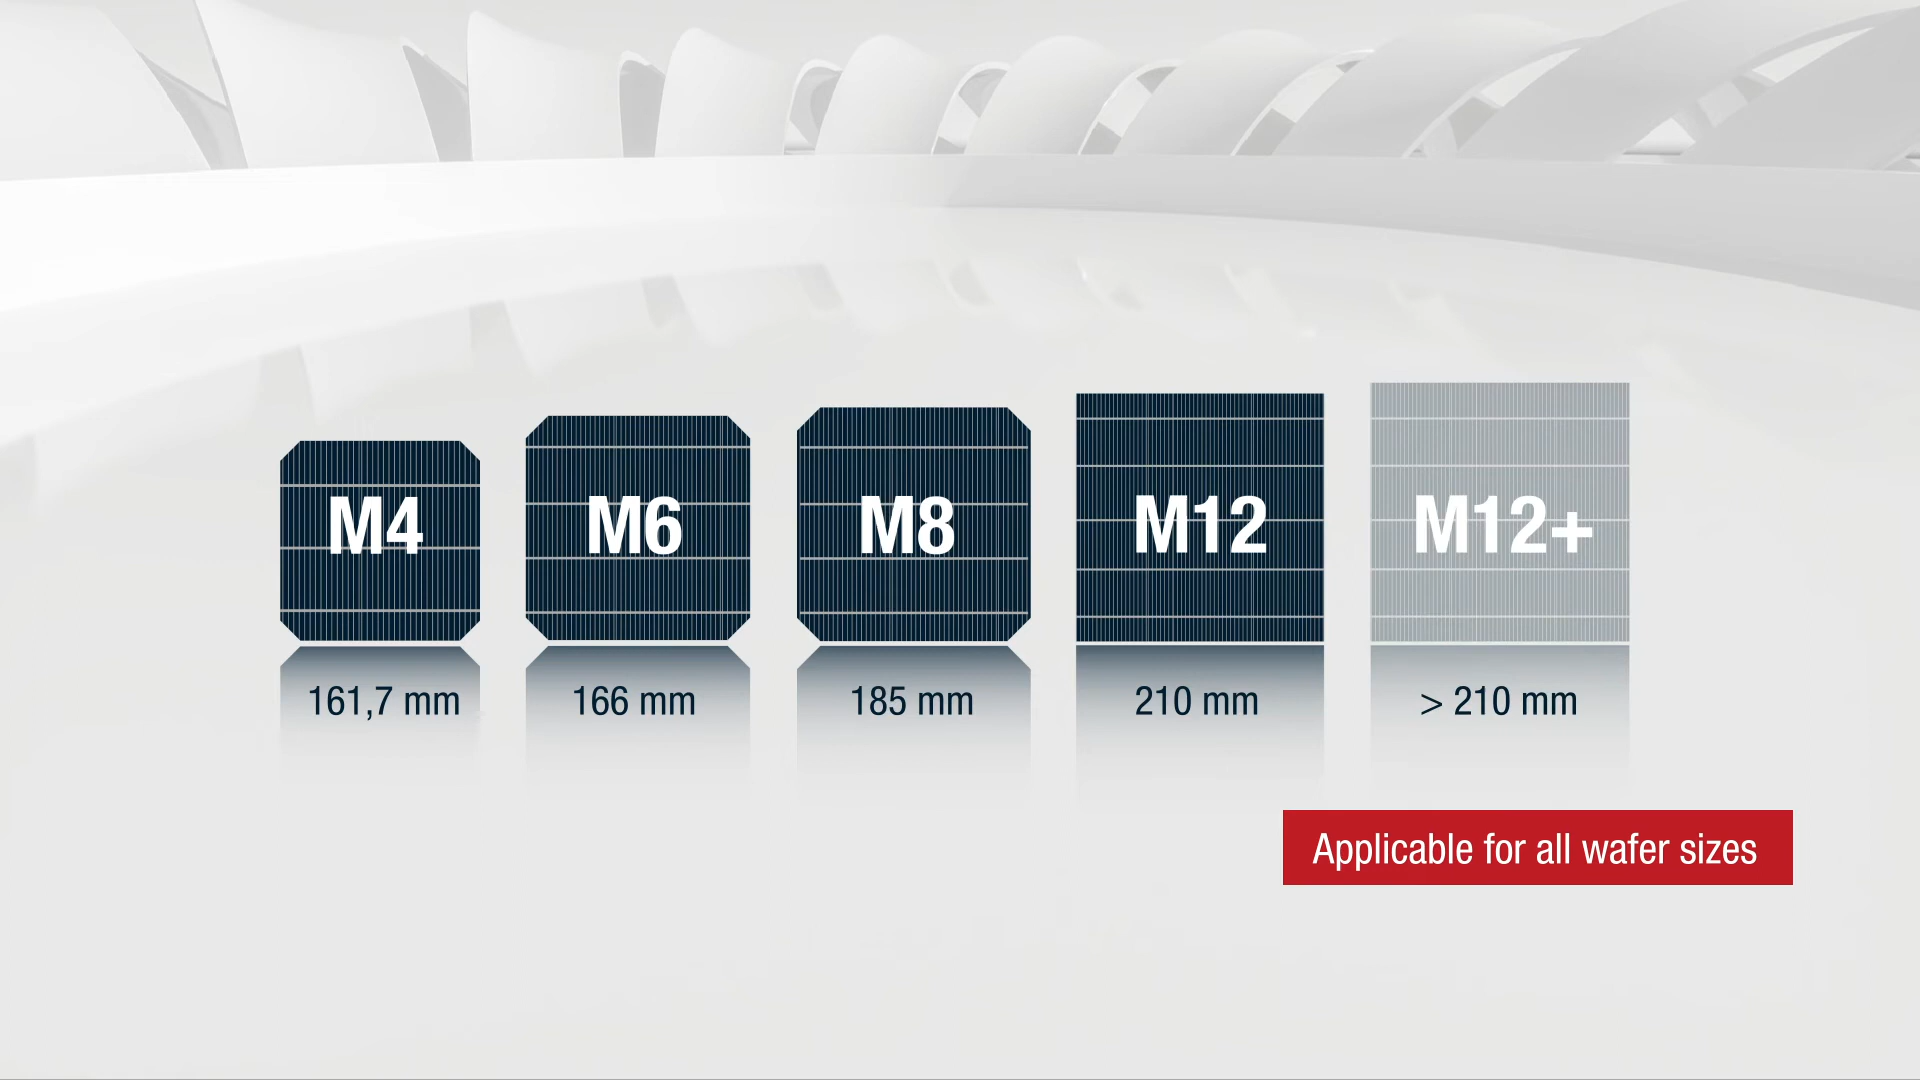 M4
M6
M8
M12
M12+
161,7 mm
166 mm
185 mm
210 mm
> 210 mm
Applicable for all wafer sizes